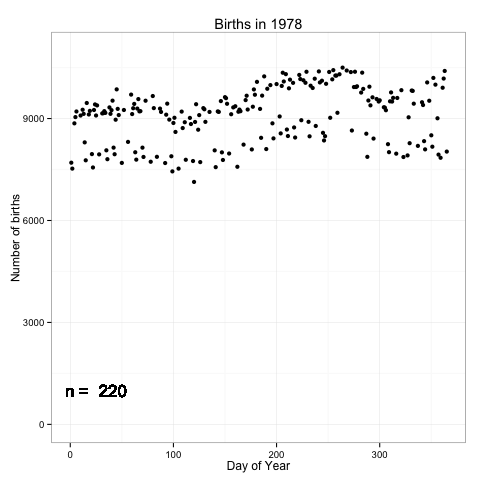 Births in 1978
Number of births
9000
6000
3000
0
n = 220
0 100 200 300
Day of Year